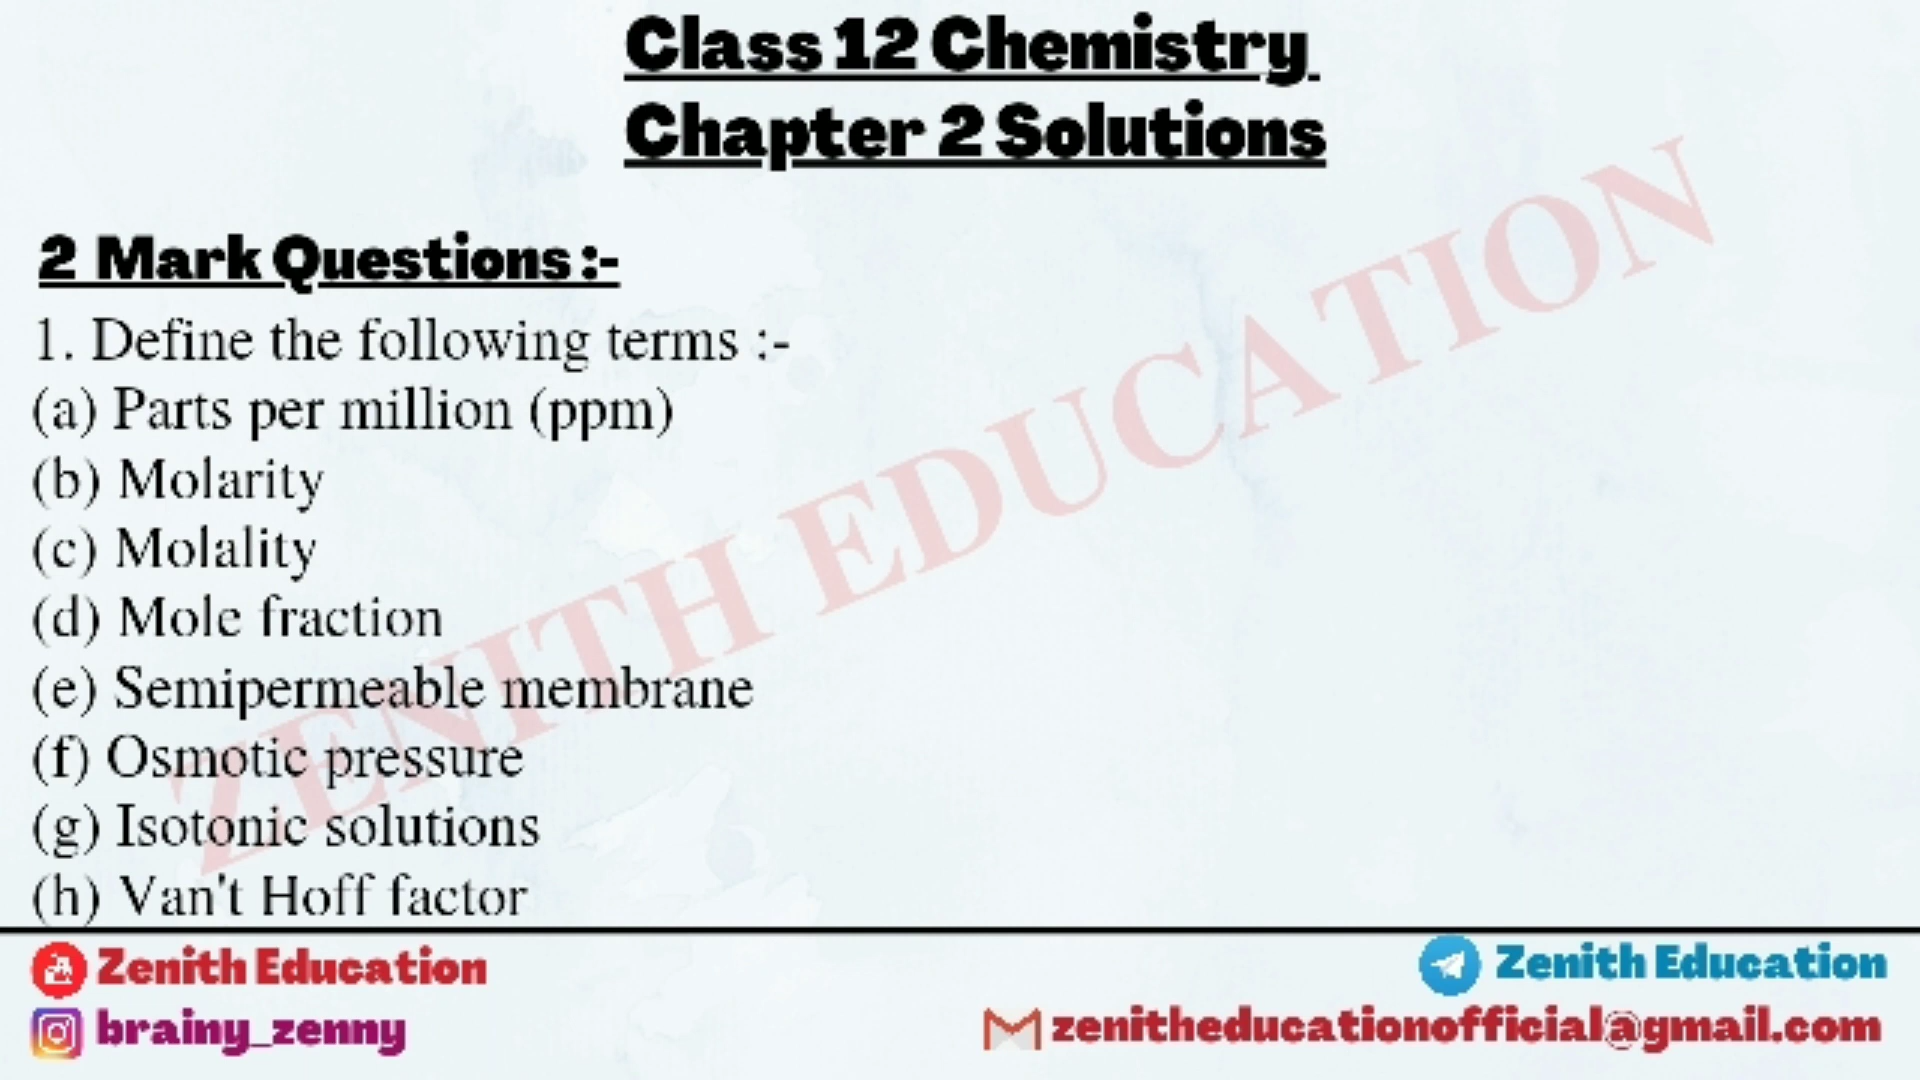 Class 12 Chemistry
Chapter 2 Solutions
2 Mark Questions :-
1. Define the following terms :-
(a) Parts per million (ppm)
(b) Molarity
(c) Molality
(d) Mole fraction
(e) Semipermeable membrane
(f) Osmotic pressure
(g) Isotonic solutions
(h) Van't Hoff factor
ZENITH EDUCATION
Zenith Education
Zenith Education
brainy_zenny
zenitheducationofficial@gmail.com